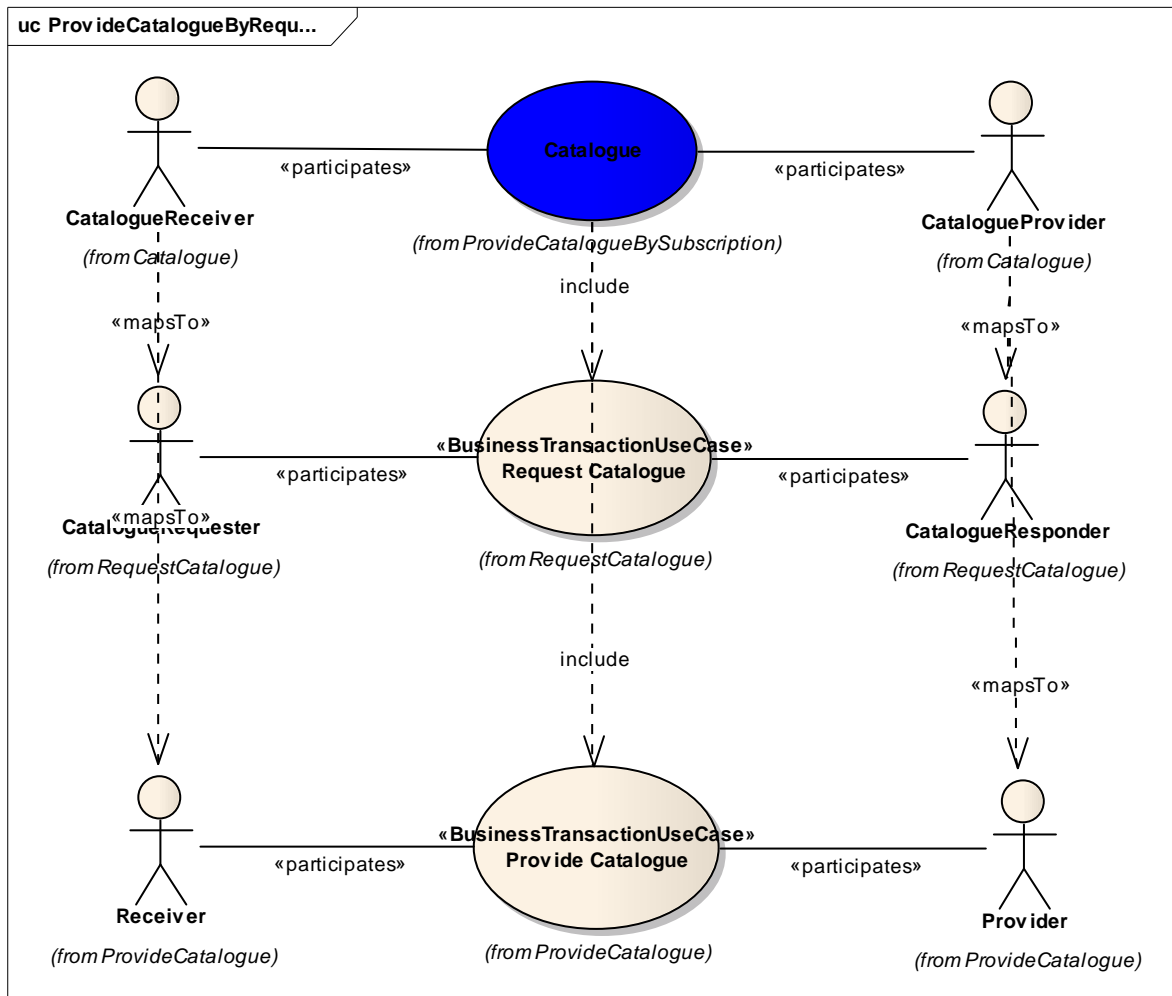 uc ProvideCatalogueByRequ...
Catalogue
«participates»
«participates»
CatalogueReceiver
CatalogueProvider
(from ProvideCatalogueBySubscription)
(from Catalogue)
(from Catalogue)
include
«mapsTo»
«mapsTo»
«BusinessTransactionUseCase»
Request Catalogue
«participates»
«participates»
«mapsTo»
CatalogueRequester
CatalogueResponder
(from RequestCatalogue)
(from RequestCatalogue)
(from RequestCatalogue)
include
«mapsTo»
«BusinessTransactionUseCase»
Provide Catalogue
«participates»
«participates»
Receiver
Provider
(from ProvideCatalogue)
(from ProvideCatalogue)
(from ProvideCatalogue)